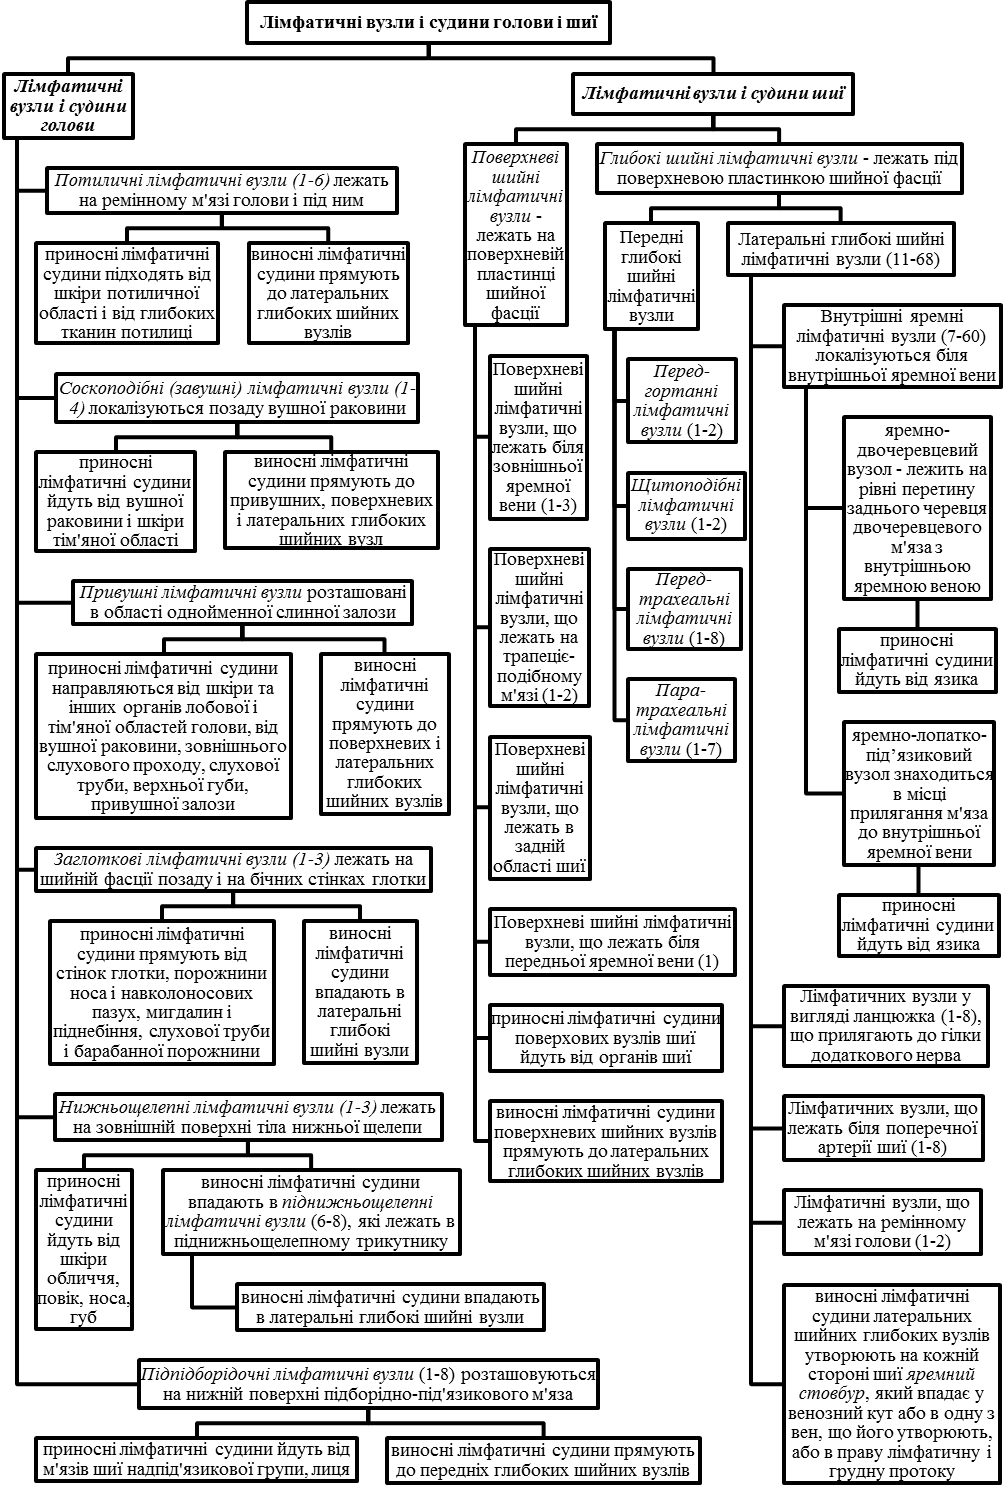 Лімфатичні вузли і судини голови і шиї
Лімфатичні
вузли і судини
голови
Потиличні лімфатичні вузли (1-6) лежать
на ремінному м'язі голови і під ним
приносні лімфатичні
судини підходять від
шкіри потиличної
області і від глибоких
тканин потилиці
виносні лімфатичні
судини прямують
до латеральних
глибоких шийних
вузлів
Соскоподібні (завушні) лімфатичні вузли (1-
4) локалізуються позаду вушної раковини
приносні
лімфатичні судини
йдуть від вушної
раковини і шкіри
тім'яної області
виносні лімфатичні
судини прямують до
привушних, поверхневих
і латеральних глибоких
шийних вузл
Привушні лімфатичні вузли розташовані
в області однойменної слинної залози
приносні лімфатичні судини
направляються від шкіри та
інших органів лобової і
тім'яної областей голови, від
вушної раковини, зовнішнього
слухового проходу, слухової
труби, верхньої губи,
привушної залози
виносні
лімфатичні
судини
прямують до
поверхневих і
латеральних
глибоких
шийних вузлів
Заглоткові лімфатичні вузли (1-3) лежать на
шийній фасції позаду і на бічних стінках глотки
приносні лімфатичні
судини прямують від
стінок глотки, порожнини
носа і навколоносових
пазух, мигдалин і
піднебіння, слухової труби
і барабанної порожнини
виносні
лімфатичні
судини
впадають в
латеральні
глибокі
шийні вузли
Нижньощелепні лімфатичні вузли (1-3) лежать
на зовнішній поверхні тіла нижньої щелепи
приносні
лімфатичні
судини
йдуть від
шкіри
обличчя,
повік, носа,
губ
виносні лімфатичні судини
впадають в піднижньощелепні
лімфатичні вузли (6-8), які лежать в
піднижньощелепному трикутнику
виносні лімфатичні судини впадають
в латеральні глибокі шийні вузли
Підпідборідочні лімфатичні вузли (1-8) розташовуються
на нижній поверхні підборідно-під'язикового м'яза
приносні лімфатичні судини йдуть від
м'язів шиї надпід'язикової групи, лиця
виносні лімфатичні судини прямують
до передніх глибоких шийних вузлів
Лімфатичні вузли і судини шиї
Поверхневі
шийні
лімфатичні
вузли -
лежать на
поверхневій
пластинці
шийної
фасції
Поверхневі
шийні
лімфатичні
вузли, що
лежать біля
зовнішньої
яремної
вени (1-3)
Поверхневі
шийні
лімфатичні
вузли, що
лежать на
трапеціє-
подібному
м'язі (1-2)
Поверхневі
шийні
лімфатичні
вузли, що
лежать в
задній
області шиї
Поверхневі шийні лімфатичні
вузли, що лежать біля
передньої яремної вени (1)
приносні лімфатичні судини
поверхових вузлів шиї
йдуть від органів шиї
виносні лімфатичні судини
поверхневих шийних вузлів
прямують до латеральних
глибоких шийних вузлів
Глибокі шийні лімфатичні вузли - лежать під
поверхневою пластинкою шийної фасції
Передні
глибокі
шийні
лімфатичні
вузли
Перед-
гортанні
лімфатичні
вузли (1-2)
Щитоподібні
лімфатичні
вузли (1-2)
Перед-
трахеальні
лімфатичні
вузли (1-8)
Пара-
трахеальні
лімфатичні
вузли (1-7)
Латеральні глибокі шийні
лімфатичні вузли (11-68)
Внутрішні яремні
лімфатичні вузли (7-60)
локалізуються біля
внутрішньої яремної вени
яремно-
двочеревцевий
вузол - лежить на
рівні перетину
заднього черевця
двочеревцевого
м'яза з
внутрішньою
яремною веною
приносні
лімфатичні судини
йдуть від язика
яремно-лопатко-
під’язиковий
вузол знаходиться
в місці
прилягання м'яза
до внутрішньої
яремної вени
приносні
лімфатичні судини
йдуть від язика
Лімфатичних вузли у
вигляді ланцюжка (1-8),
що прилягають до гілки
додаткового нерва
Лімфатичних вузли, що
лежать біля поперечної
артерії шиї (1-8)
Лімфатичні вузли, що
лежать на ремінному
м'язі голови (1-2)
виносні лімфатичні
судини латеральних
шийних глибоких вузлів
утворюють на кожній
стороні шиї яремний
стовбур, який впадає у
венозний кут або в одну з
вен, що його утворюють,
або в праву лімфатичну і
грудну протоку